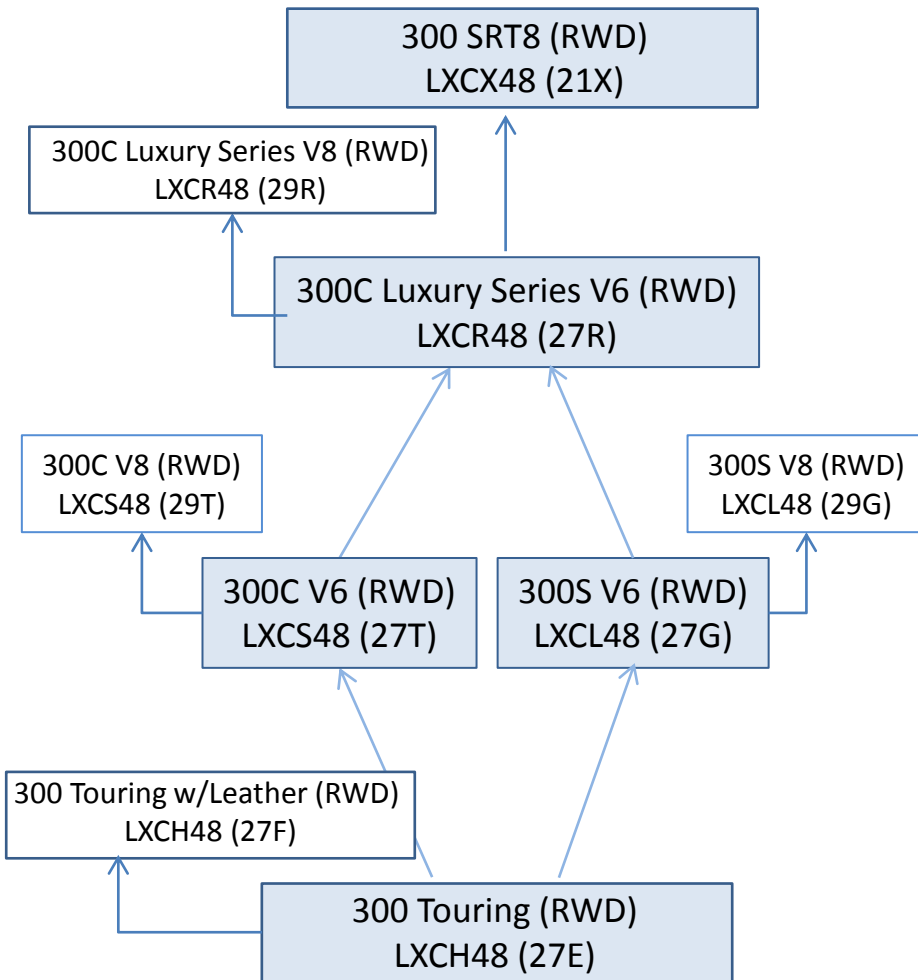 300 SRT8 (RWD)
LXCX48 (21X)
300C Luxury Series V8 (RWD)
LXCR48 (29R)
300C Luxury Series V6 (RWD)
LXCR48 (27R)
300C V8 (RWD)
LXCS48 (29T)
300S V8 (RWD)
LXCL48 (29G)
300C V6 (RWD)
LXCS48 (27T)
300S V6 (RWD)
LXCL48 (27G)
300 Touring w/Leather (RWD)
LXCH48 (27F)
300 Touring (RWD)
LXCH48 (27E)